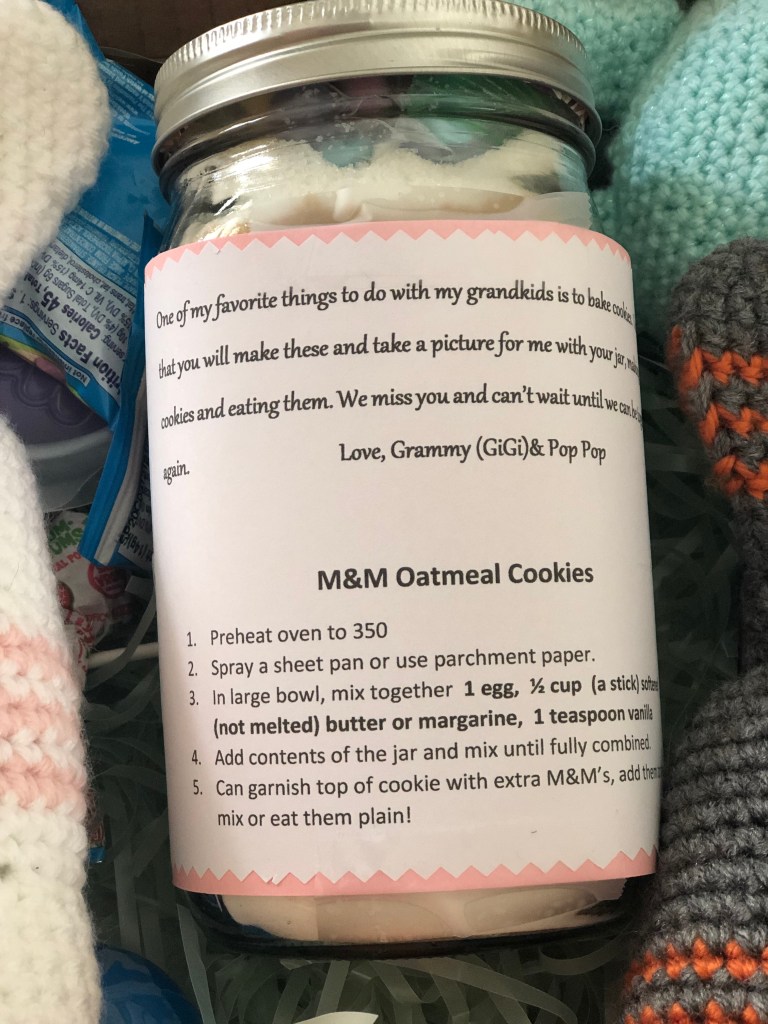 One of my favorite things to do with my grandkids is to bake cookies.
that you will make these and take a picture for me with your jar,
cookies and eating them. We miss you and can't wait until we can be
again. Love, Grammy (GiGi)& Pop Pop
M&M Oatmeal Cookies
1. Preheat oven to 350
2. Spray a sheet pan or use parchment paper.
3. In large bowl, mix together 1 egg, ½ cup (a stick)
(not melted) butter or margarine, 1 teaspoon vanilla
4. Add contents of the jar and mix until fully combined.
5. Can garnish top of cookie with extra M&M's, add
mix or eat them plain!
Nutrition Facts
Calories 45